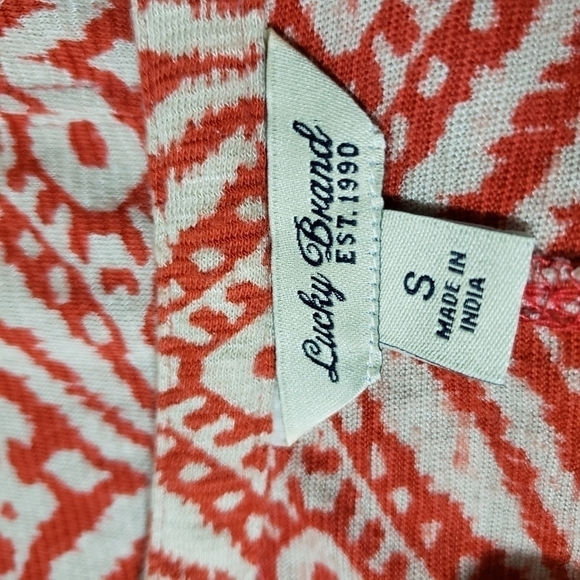 Lucky Brand
EST. 1990
S
MADE IN
INDIA